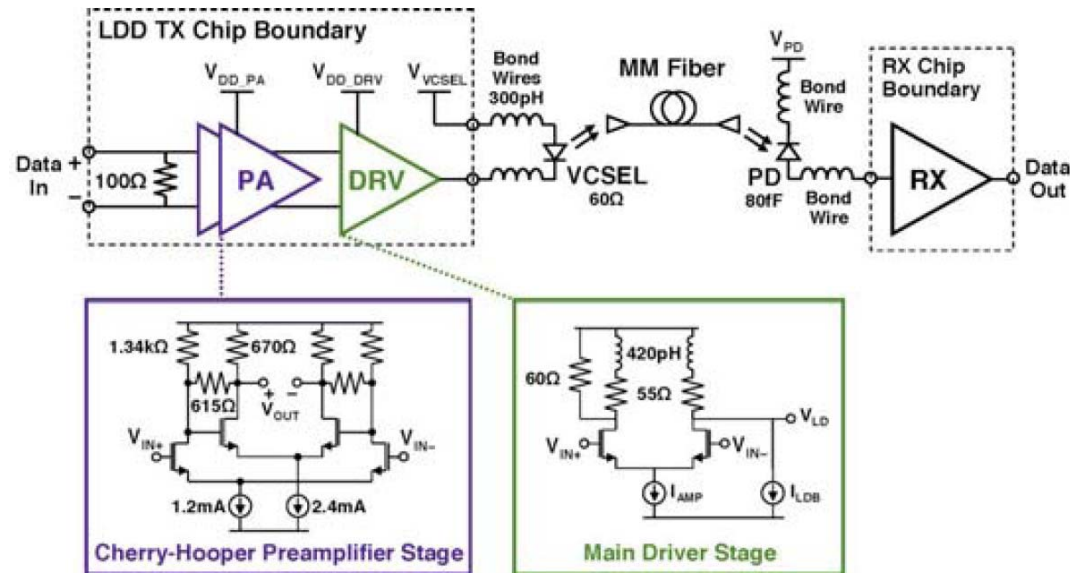 LDD TX Chip Boundary
V_DD_PA
V_DD_DRV
V_VCSEL
Bond
Wires
300pH
MM Fiber
V_PD
Bond
Wire
RX Chip
Boundary
Data +
In –
100Ω
PA
DRV
VCSEL
60Ω
PD
80fF
Bond
Wire
RX
Data
Out
1.34kΩ
670Ω
615Ω
+ –
V_OUT
V_IN+
V_IN–
1.2mA
2.4mA
Cherry-Hooper Preamplifier Stage
60Ω
420pH
55Ω
V_LD
V_IN+
V_IN–
I_AMP
I_LDB
Main Driver Stage